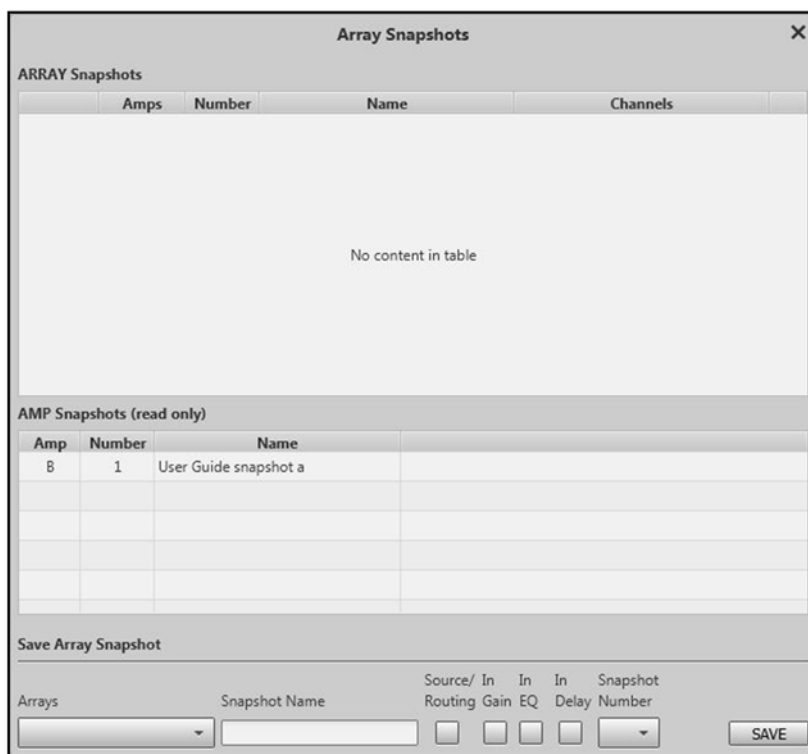 Array Snapshots
ARRAY Snapshots
Amps Number Name Channels
No content in table
AMP Snapshots (read only)
Amp Number Name
B 1 User Guide snapshot a
Save Array Snapshot
Source/ In In In Snapshot
Arrays Snapshot Name Routing Gain EQ Delay Number
SAVE